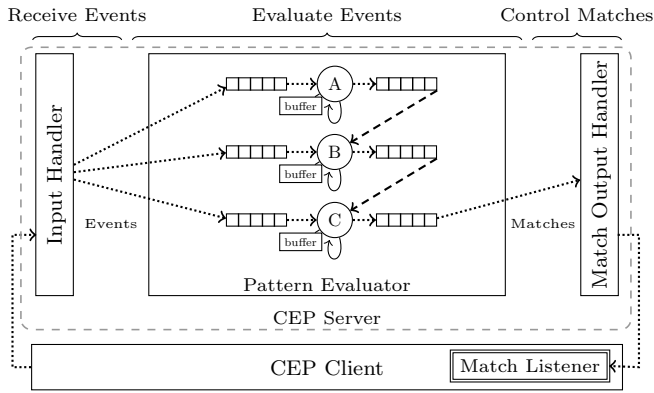 Receive Events
Evaluate Events
Control Matches
Input Handler
A
buffer
B
buffer
Events
C
buffer
Matches
Match Output Handler
Pattern Evaluator
CEP Server
CEP Client
Match Listener